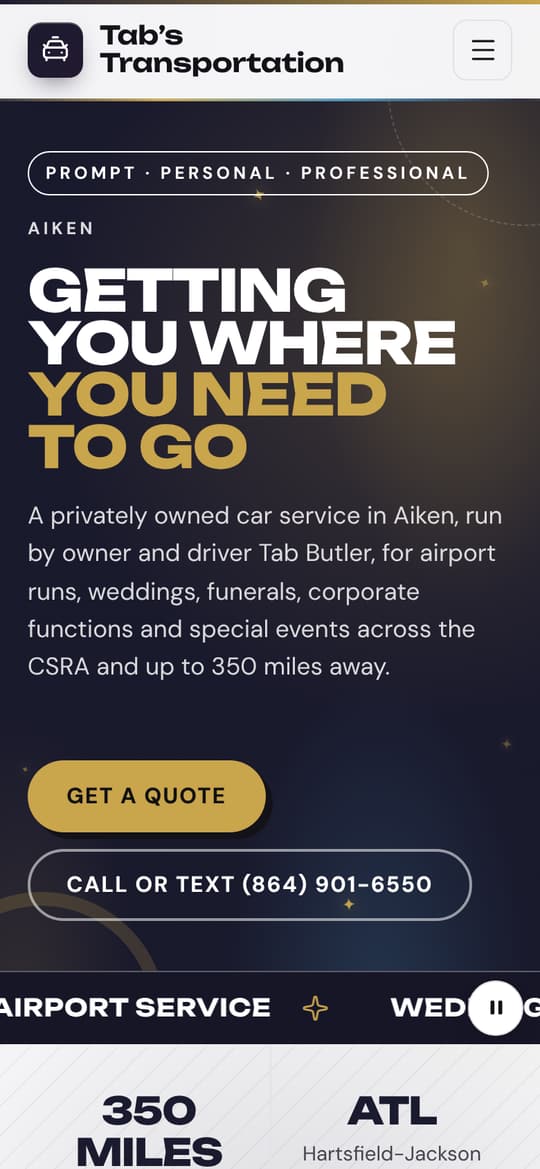 Tab's
Transportation
PROMPT · PERSONAL · PROFESSIONAL
AIKEN
GETTING
YOU WHERE
YOU NEED
TO GO
A privately owned car service in Aiken, run
by owner and driver Tab Butler, for airport
runs, weddings, funerals, corporate
functions and special events across the
CSRA and up to 350 miles away.
GET A QUOTE
CALL OR TEXT (864) 901-6550
AIRPORT SERVICE
350
MILES
ATL
Hartsfield-Jackson